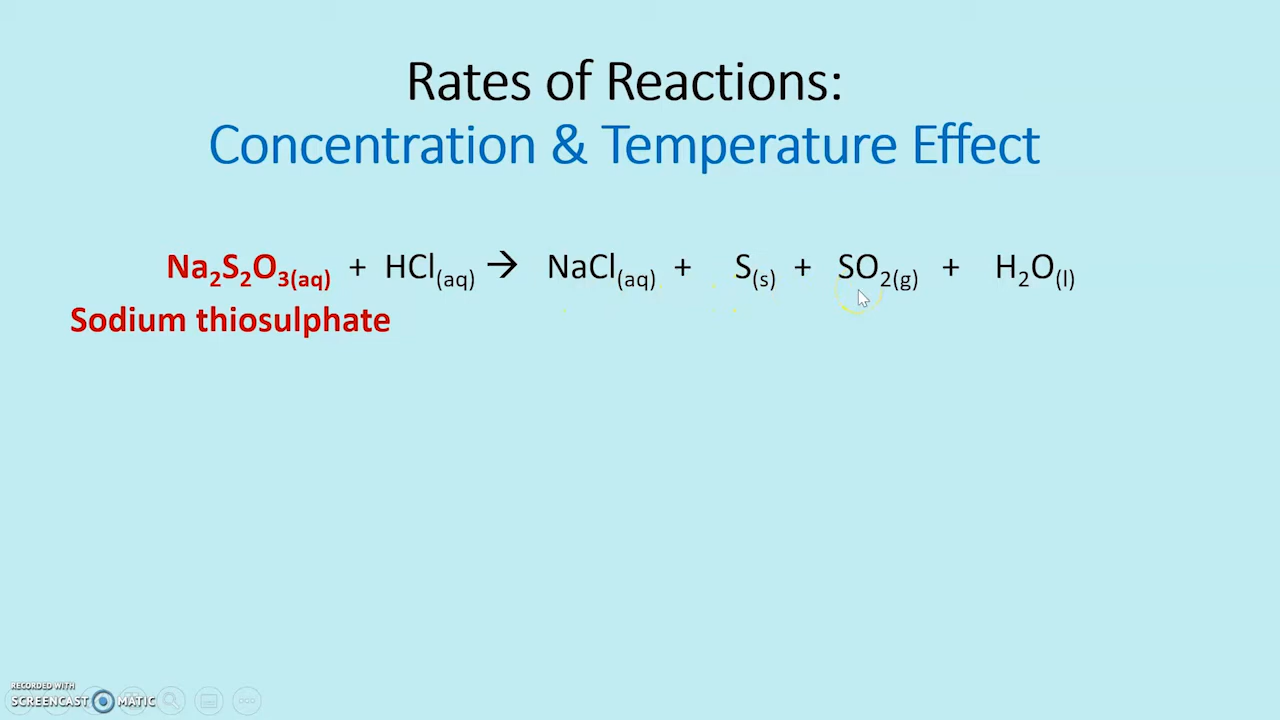 Rates of Reactions:
Concentration & Temperature Effect
Na₂S₂O₃(aq) + HCl(aq) → NaCl(aq) + S(s) + SO₂(g) + H₂O(l)
Sodium thiosulphate
RECORDED WITH
SCREENCAST MATIC